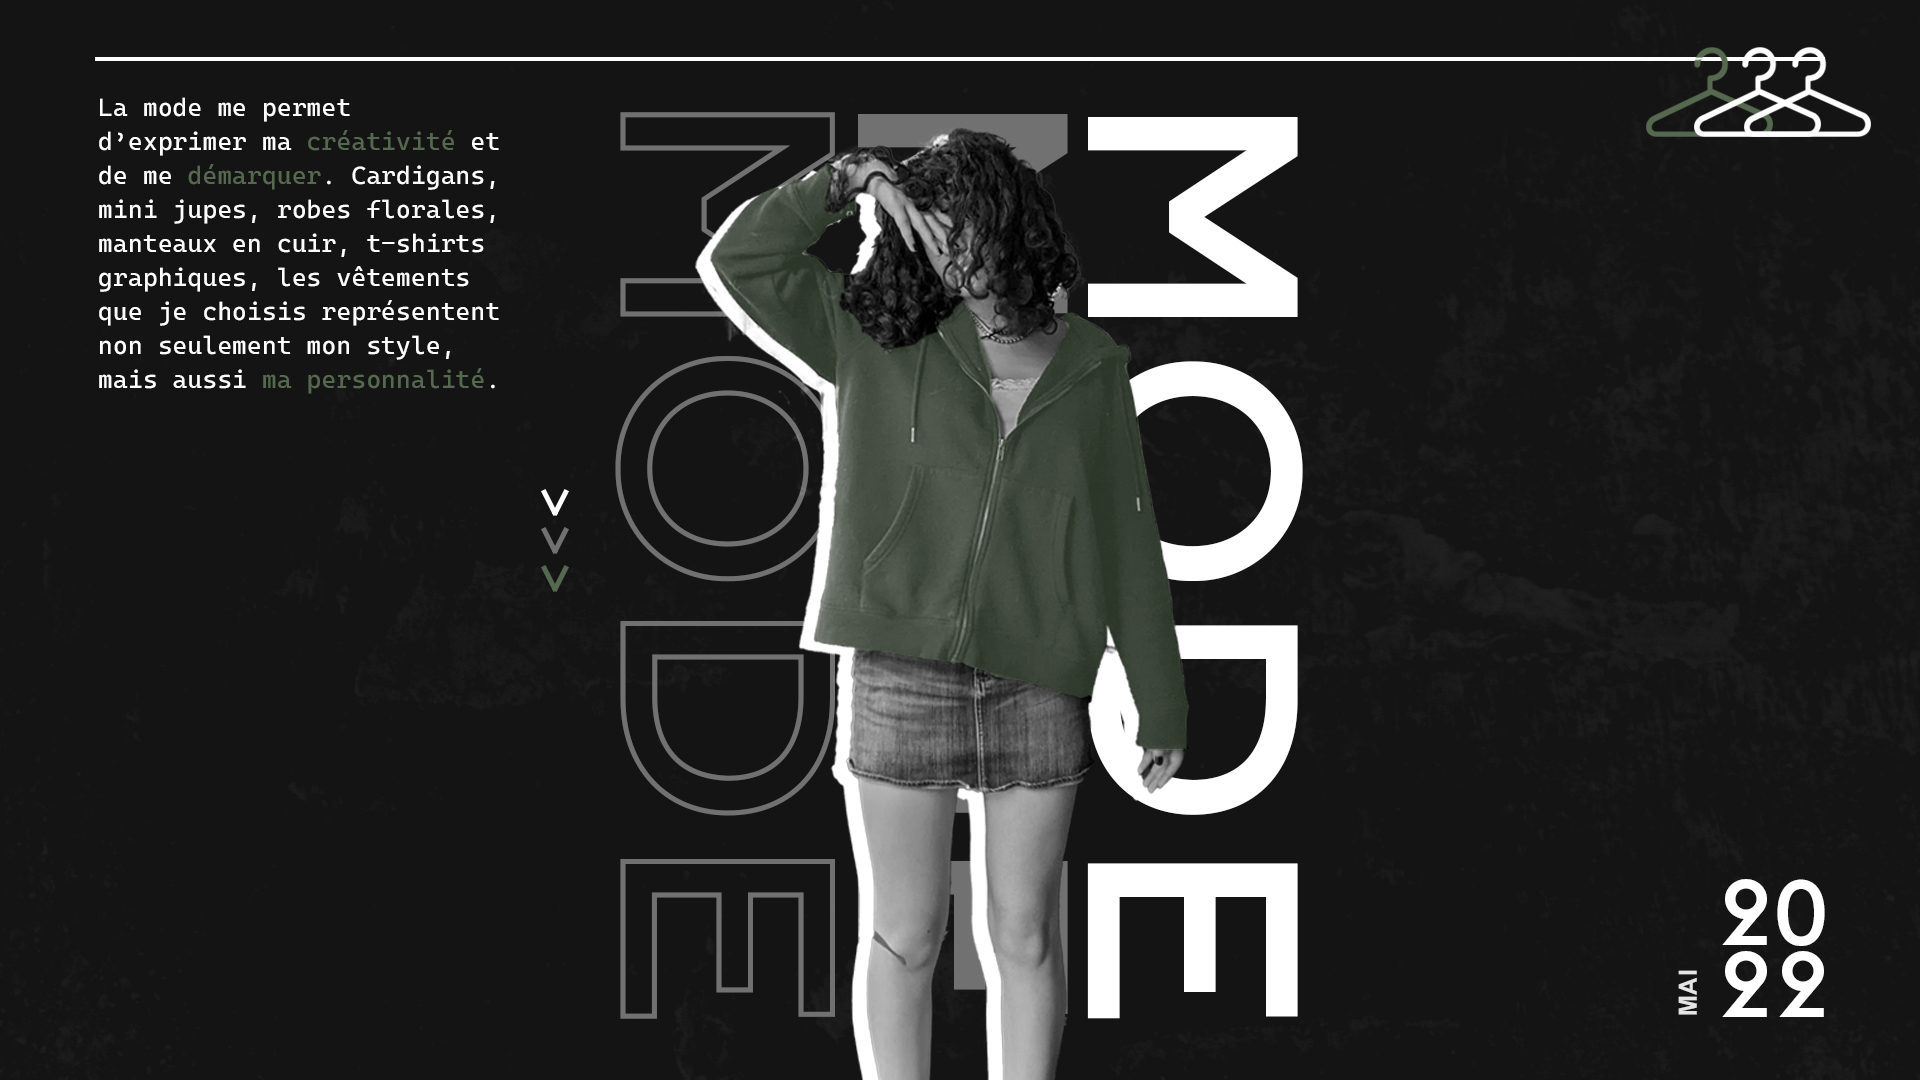 La mode me permet
d’exprimer ma créativité et
de me démarquer. Cardigans,
mini jupes, robes florales,
manteaux en cuir, t-shirts
graphiques, les vêtements
que je choisis représentent
non seulement mon style,
mais aussi ma personnalité.
MODE
MODE
MAI
20
22